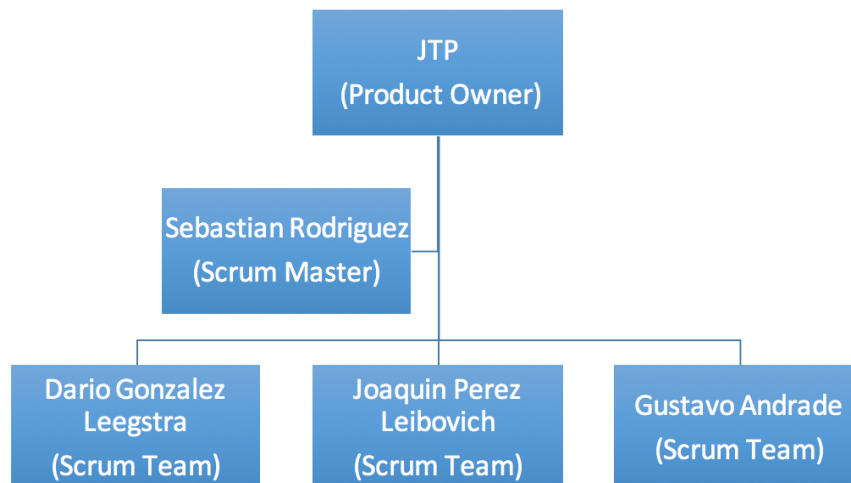 JTP
(Product Owner)
Sebastian Rodriguez
(Scrum Master)
Dario Gonzalez
Leegstra
(Scrum Team)
Joaquin Perez
Leibovich
(Scrum Team)
Gustavo Andrade
(Scrum Team)